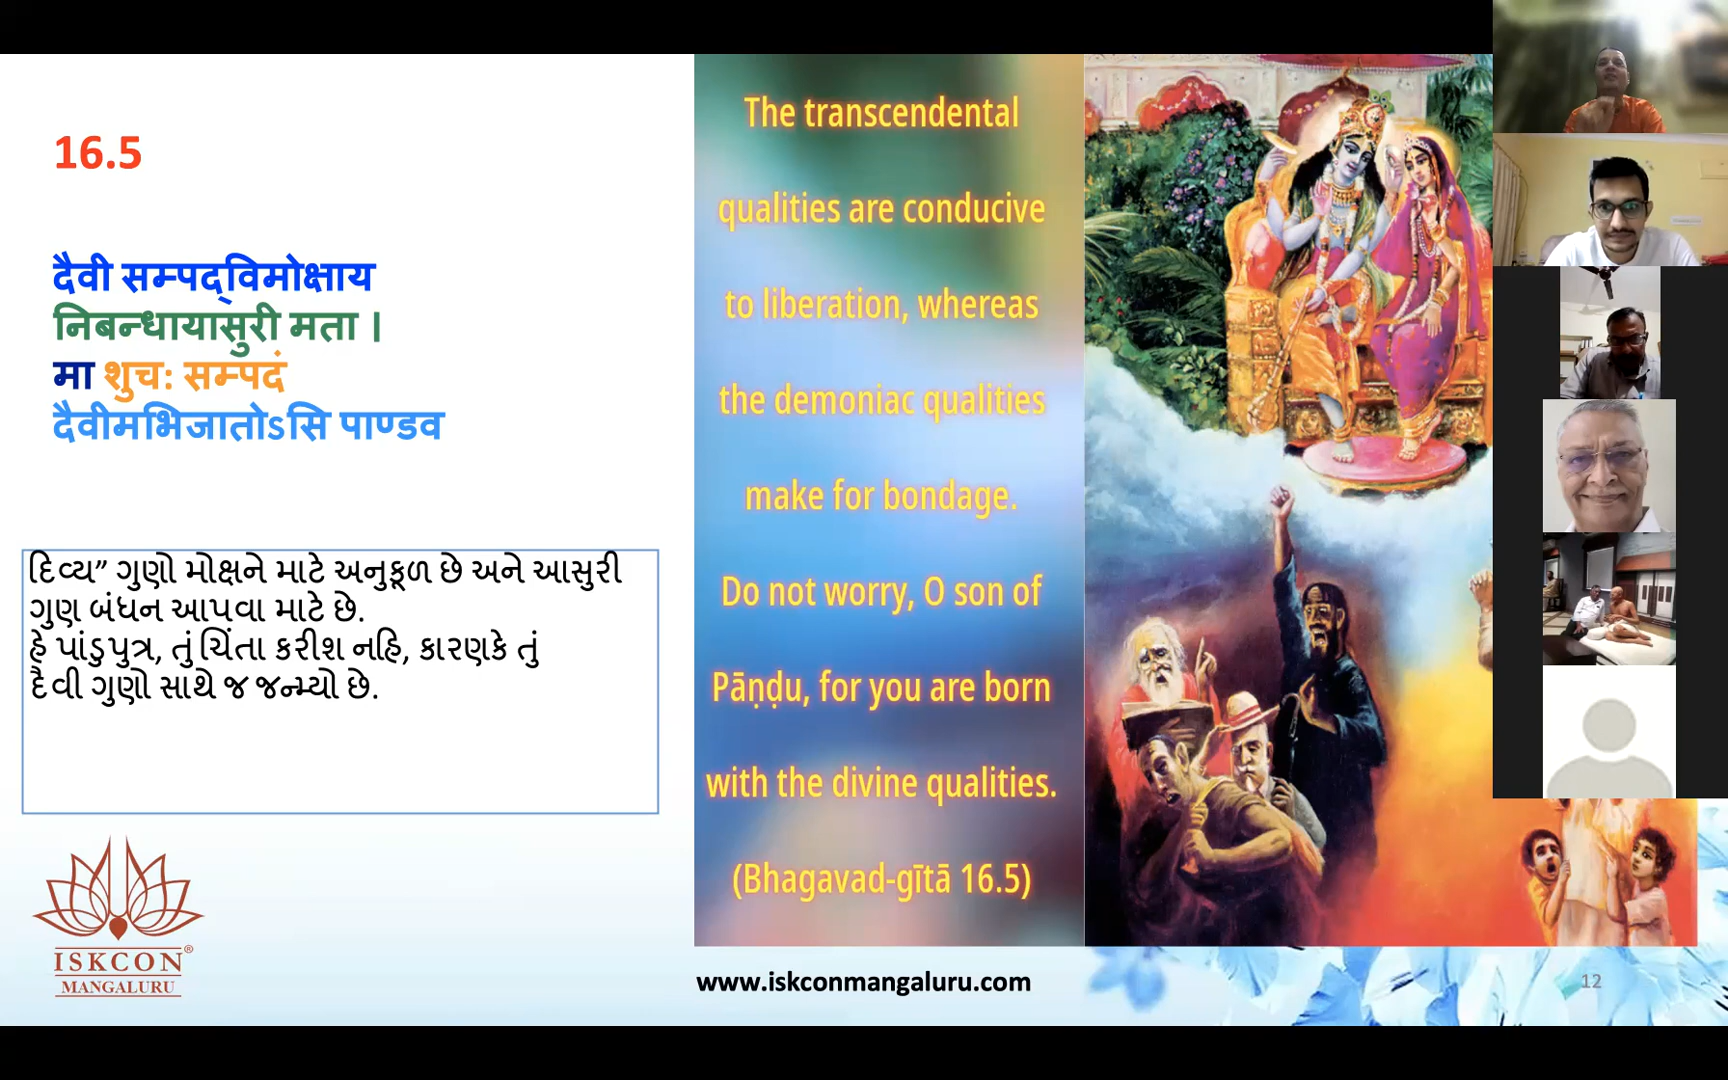 16.5
दैवी सम्पद्‌विमोक्षाय
निबन्धायासुरी मता |
मा शुचः सम्पदं
दैवीमभिजातोऽसि पाण्डव
દિવ્ય” ગુણો મોક્ષને માટે અનુકૂળ છે અને આસુરી
ગુણ બંધન આપવા માટે છે.
હે પાંડુપુત્ર, તું ચિંતા કરીશ નહિ, કારણકે તું
દૈવી ગુણો સાથે જ જન્મ્યો છે.
ISKCON®
MANGALURU
The transcendental
qualities are conducive
to liberation, whereas
the demoniac qualities
make for bondage.
Do not worry, O son of
Pāṇḍu, for you are born
with the divine qualities.
(Bhagavad-gītā 16.5)
www.iskconmangaluru.com
12